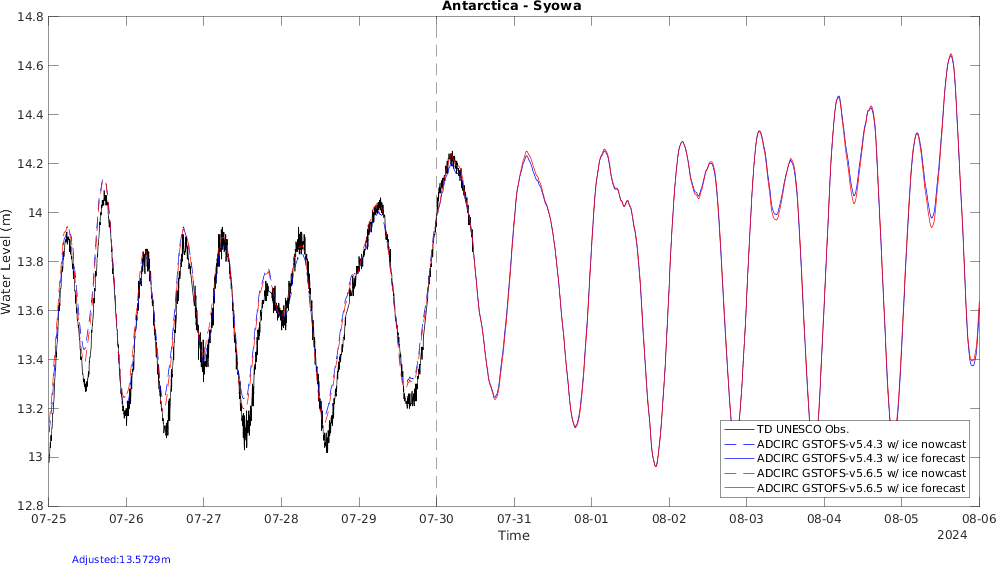 Antarctica - Syowa
14.8
14.6
14.4
14.2
14
13.8
13.6
13.4
13.2
13
12.8
Water Level (m)
TD UNESCO Obs.
ADCIRC GSTOFS-v5.4.3 w/ ice nowcast
ADCIRC GSTOFS-v5.4.3 w/ ice forecast
ADCIRC GSTOFS-v5.6.5 w/ ice nowcast
ADCIRC GSTOFS-v5.6.5 w/ ice forecast
07-25 07-26 07-27 07-28 07-29 07-30 07-31 08-01 08-02 08-03 08-04 08-05 08-06
Time
2024
Adjusted:13.5729m